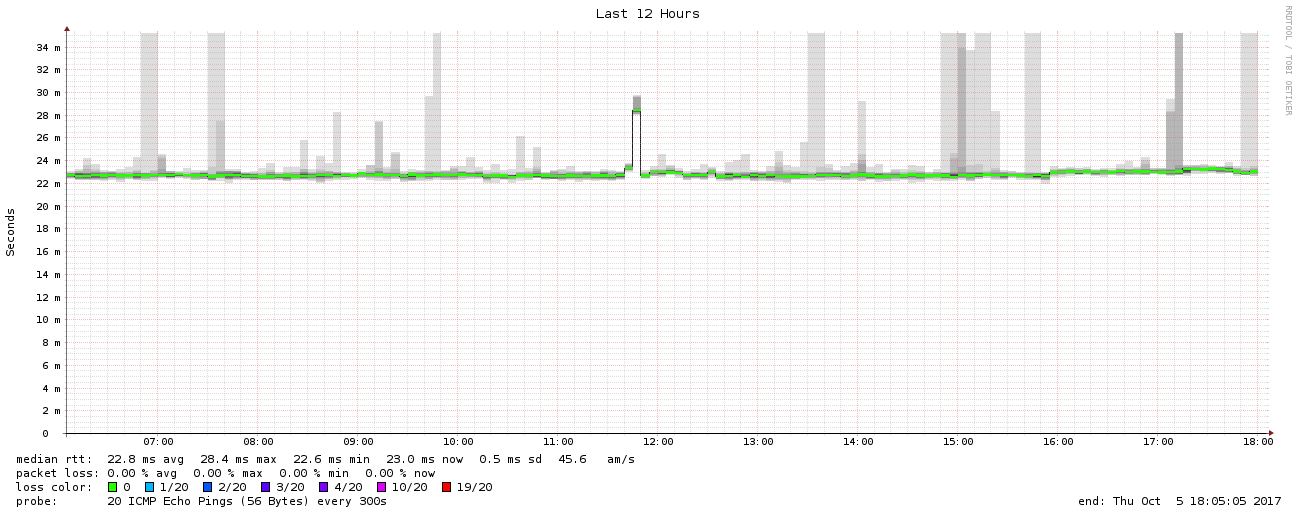 Last 12 Hours
RRDTOOL / TOBI OETIKER
Seconds
34 m
32 m
30 m
28 m
26 m
24 m
22 m
20 m
18 m
16 m
14 m
12 m
10 m
8 m
6 m
4 m
2 m
0
07:00 08:00 09:00 10:00 11:00 12:00 13:00 14:00 15:00 16:00 17:00 18:00
median rtt: 22.8 ms avg 28.4 ms max 22.6 ms min 23.0 ms now 0.5 ms sd 45.6 am/s
packet loss: 0.00 % avg 0.00 % max 0.00 % min 0.00 % now
loss color: 0 1/20 2/20 3/20 4/20 10/20 19/20
probe: 20 ICMP Echo Pings (56 Bytes) every 300s end: Thu Oct 5 18:05:05 2017